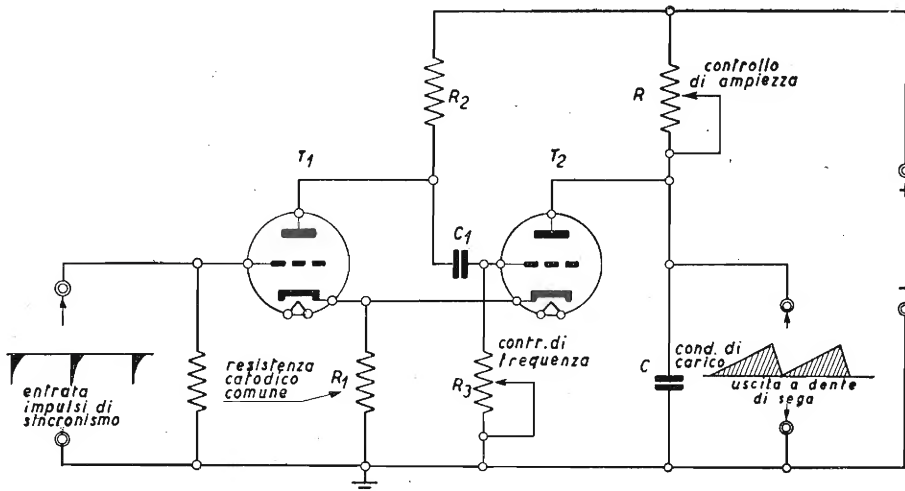 controllo
di ampiezza
R2
R
T1
T2
C1
+
-
contr. di
frequenza
R3
resistenza
catodico
comune
R1
entrata
impulsi di
sincronismo
C
cond. di
carico
uscita a dente
di sega